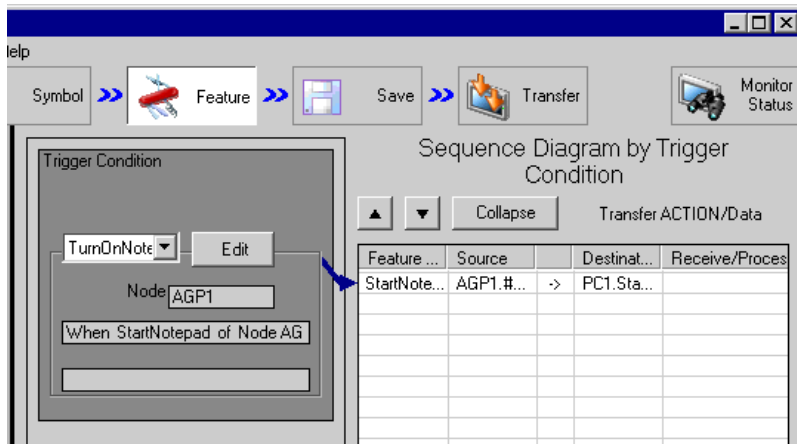 Help
Symbol
Feature
Save
Transfer
Monitor Status
Trigger Condition
TurnOnNote
Edit
Node
AGP1
When StartNotepad of Node AG
Sequence Diagram by Trigger
Condition
Collapse
Transfer ACTION/Data
Feature ... Source Destinat... Receive/Proces
StartNote... AGP1.#... -> PC1.Sta...